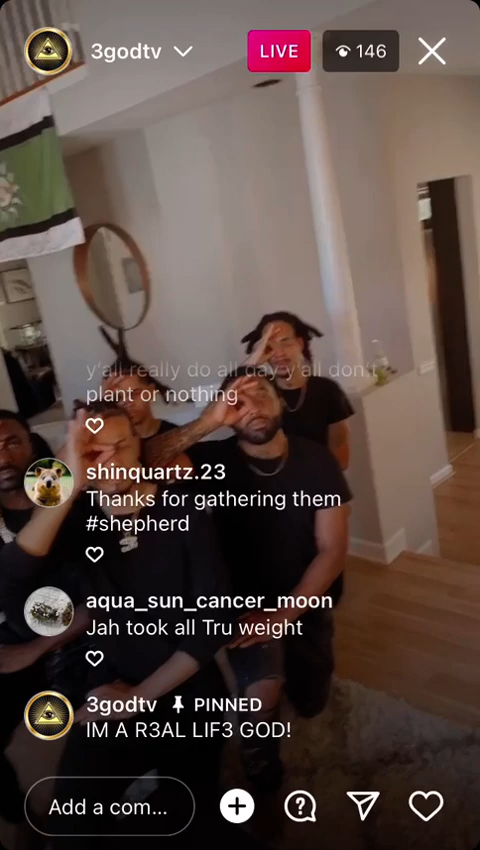 3godtv
LIVE
146
y'all really do all day y'all don't
plant or nothing
shinquartz.23
Thanks for gathering them
#shepherd
aqua_sun_cancer_moon
Jah took all Tru weight
3godtv PINNED
IM A R3AL LIF3 GOD!
Add a com...